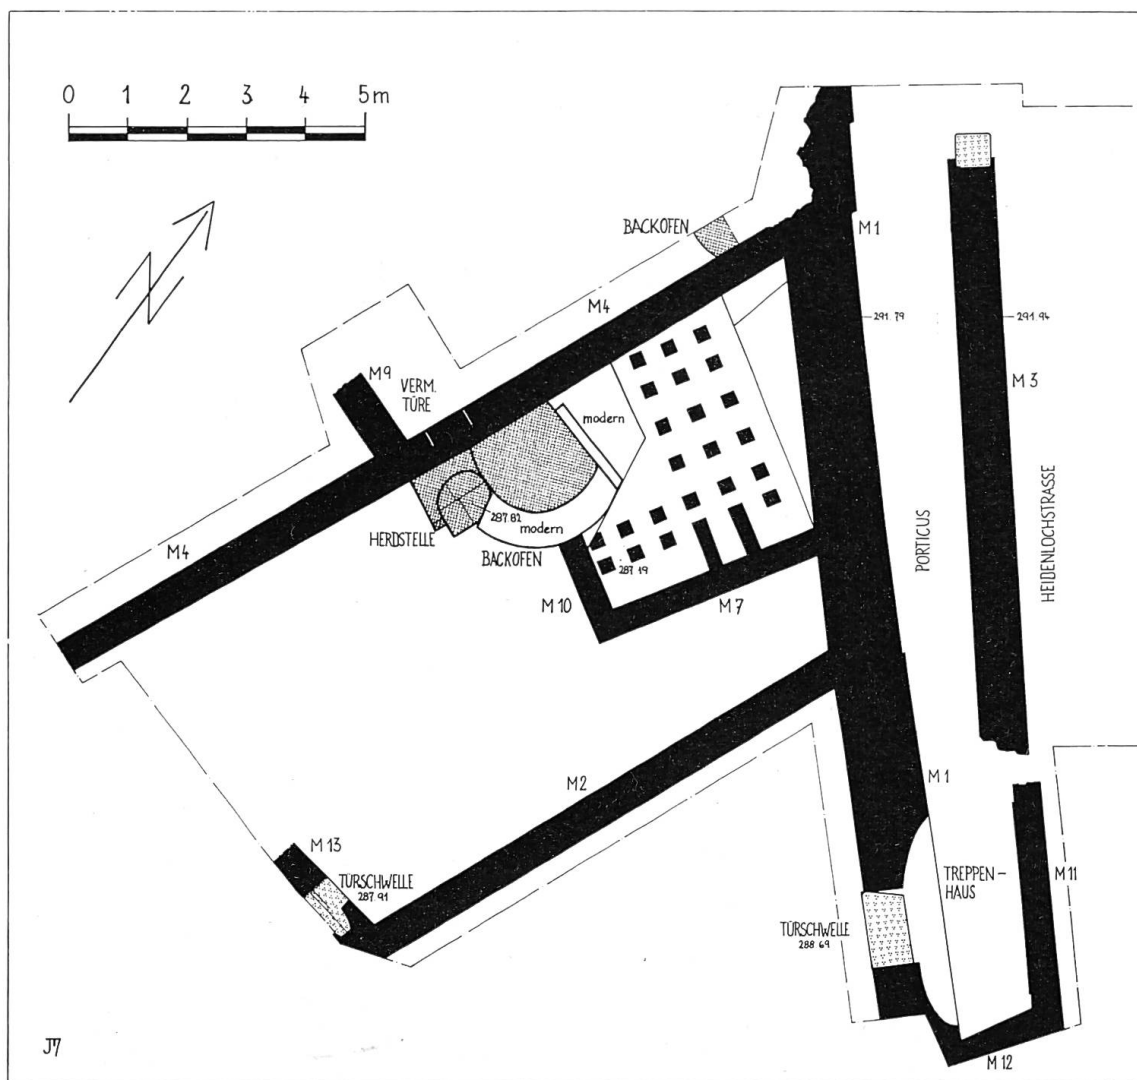 0 1 2 3 4 5m
BACKOFEN
M1
M4
291.79
291.94
M9
VERM.
TÜRE
M3
modern
287.82
modern
HERDSTELLE
BACKOFEN
M4
287.19
M10
M7
PORTICUS
HEIDENLOCHSTRASSE
M2
M1
M13
TÜRSCHWELLE
287.91
TREPPEN-
HAUS
M11
TÜRSCHWELLE
288 69
J7
M12